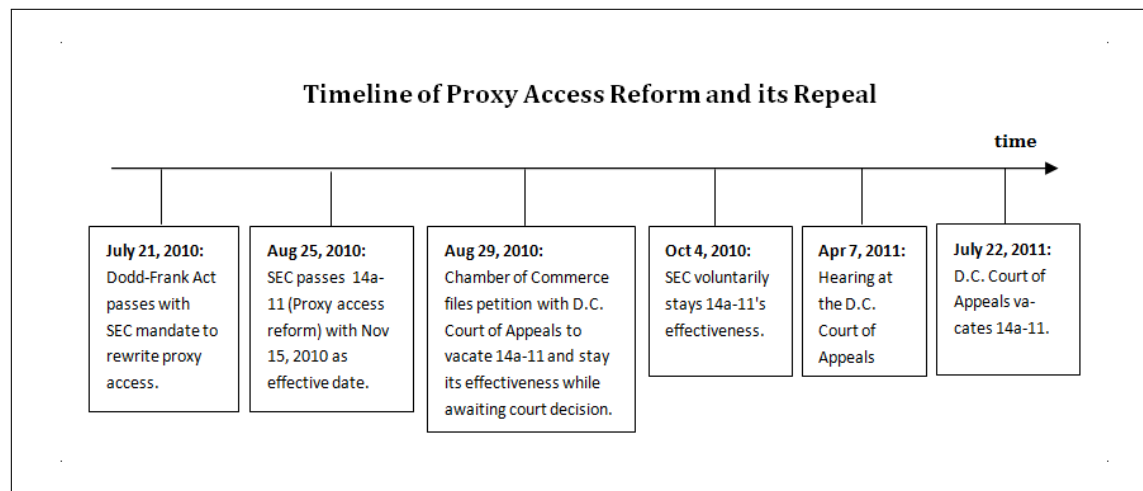 Timeline of Proxy Access Reform and its Repeal
time
July 21, 2010:
Dodd-Frank Act
passes with
SEC mandate to
rewrite proxy
access.
Aug 25, 2010:
SEC passes 14a-
11 (Proxy access
reform) with Nov
15, 2010 as
effective date.
Aug 29, 2010:
Chamber of Commerce
files petition with D.C.
Court of Appeals to
vacate 14a-11 and stay
its effectiveness while
awaiting court decision.
Oct 4, 2010:
SEC voluntarily
stays 14a-11's
effectiveness.
Apr 7, 2011:
Hearing at
the D.C.
Court of
Appeals
July 22, 2011:
D.C. Court of
Appeals va-
cates 14a-11.